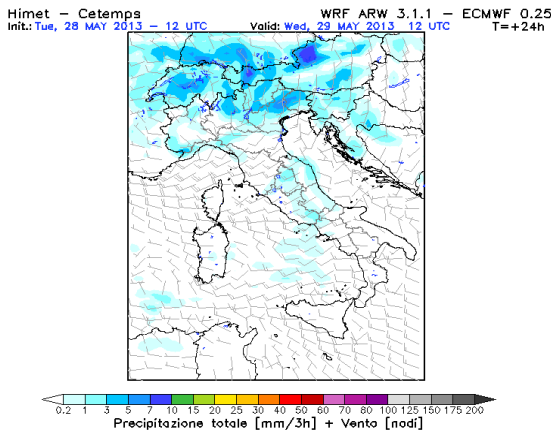 Himet – Cetemps WRF ARW 3.1.1 – ECMWF 0.25
Init.: Tue, 28 MAY 2013 – 12 UTC Valid: Wed, 29 MAY 2013 12 UTC T=+24h
0.2 1 3 5 7 10 15 20 25 30 40 50 60 70 80 100 125 150 175 200
Precipitazione totale [mm/3h] + Vento [nodi]